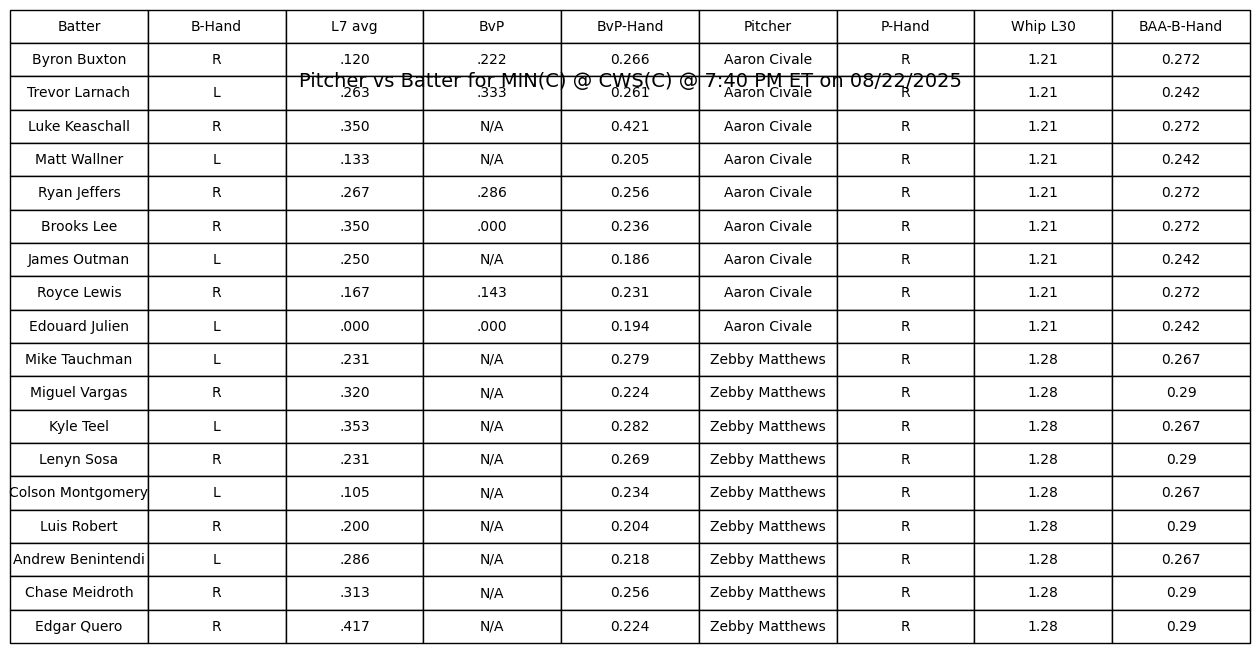 Batter B-Hand L7 avg BvP BvP-Hand Pitcher P-Hand Whip L30 BAA-B-Hand
Byron Buxton R .120 .222 0.266 Aaron Civale R 1.21 0.272
Pitcher vs Batter for MIN(C) @ CWS(C) @ 7:40 PM ET on 08/22/2025
Trevor Larnach L .263 .333 0.261 Aaron Civale R 1.21 0.242
Luke Keaschall R .350 N/A 0.421 Aaron Civale R 1.21 0.272
Matt Wallner L .133 N/A 0.205 Aaron Civale R 1.21 0.242
Ryan Jeffers R .267 .286 0.256 Aaron Civale R 1.21 0.272
Brooks Lee R .350 .000 0.236 Aaron Civale R 1.21 0.272
James Outman L .250 N/A 0.186 Aaron Civale R 1.21 0.242
Royce Lewis R .167 .143 0.231 Aaron Civale R 1.21 0.272
Edouard Julien L .000 .000 0.194 Aaron Civale R 1.21 0.242
Mike Tauchman L .231 N/A 0.279 Zebby Matthews R 1.28 0.267
Miguel Vargas R .320 N/A 0.224 Zebby Matthews R 1.28 0.29
Kyle Teel L .353 N/A 0.282 Zebby Matthews R 1.28 0.267
Lenyn Sosa R .231 N/A 0.269 Zebby Matthews R 1.28 0.29
Colson Montgomery L .105 N/A 0.234 Zebby Matthews R 1.28 0.267
Luis Robert R .200 N/A 0.204 Zebby Matthews R 1.28 0.29
Andrew Benintendi L .286 N/A 0.218 Zebby Matthews R 1.28 0.267
Chase Meidroth R .313 N/A 0.256 Zebby Matthews R 1.28 0.29
Edgar Quero R .417 N/A 0.224 Zebby Matthews R 1.28 0.29